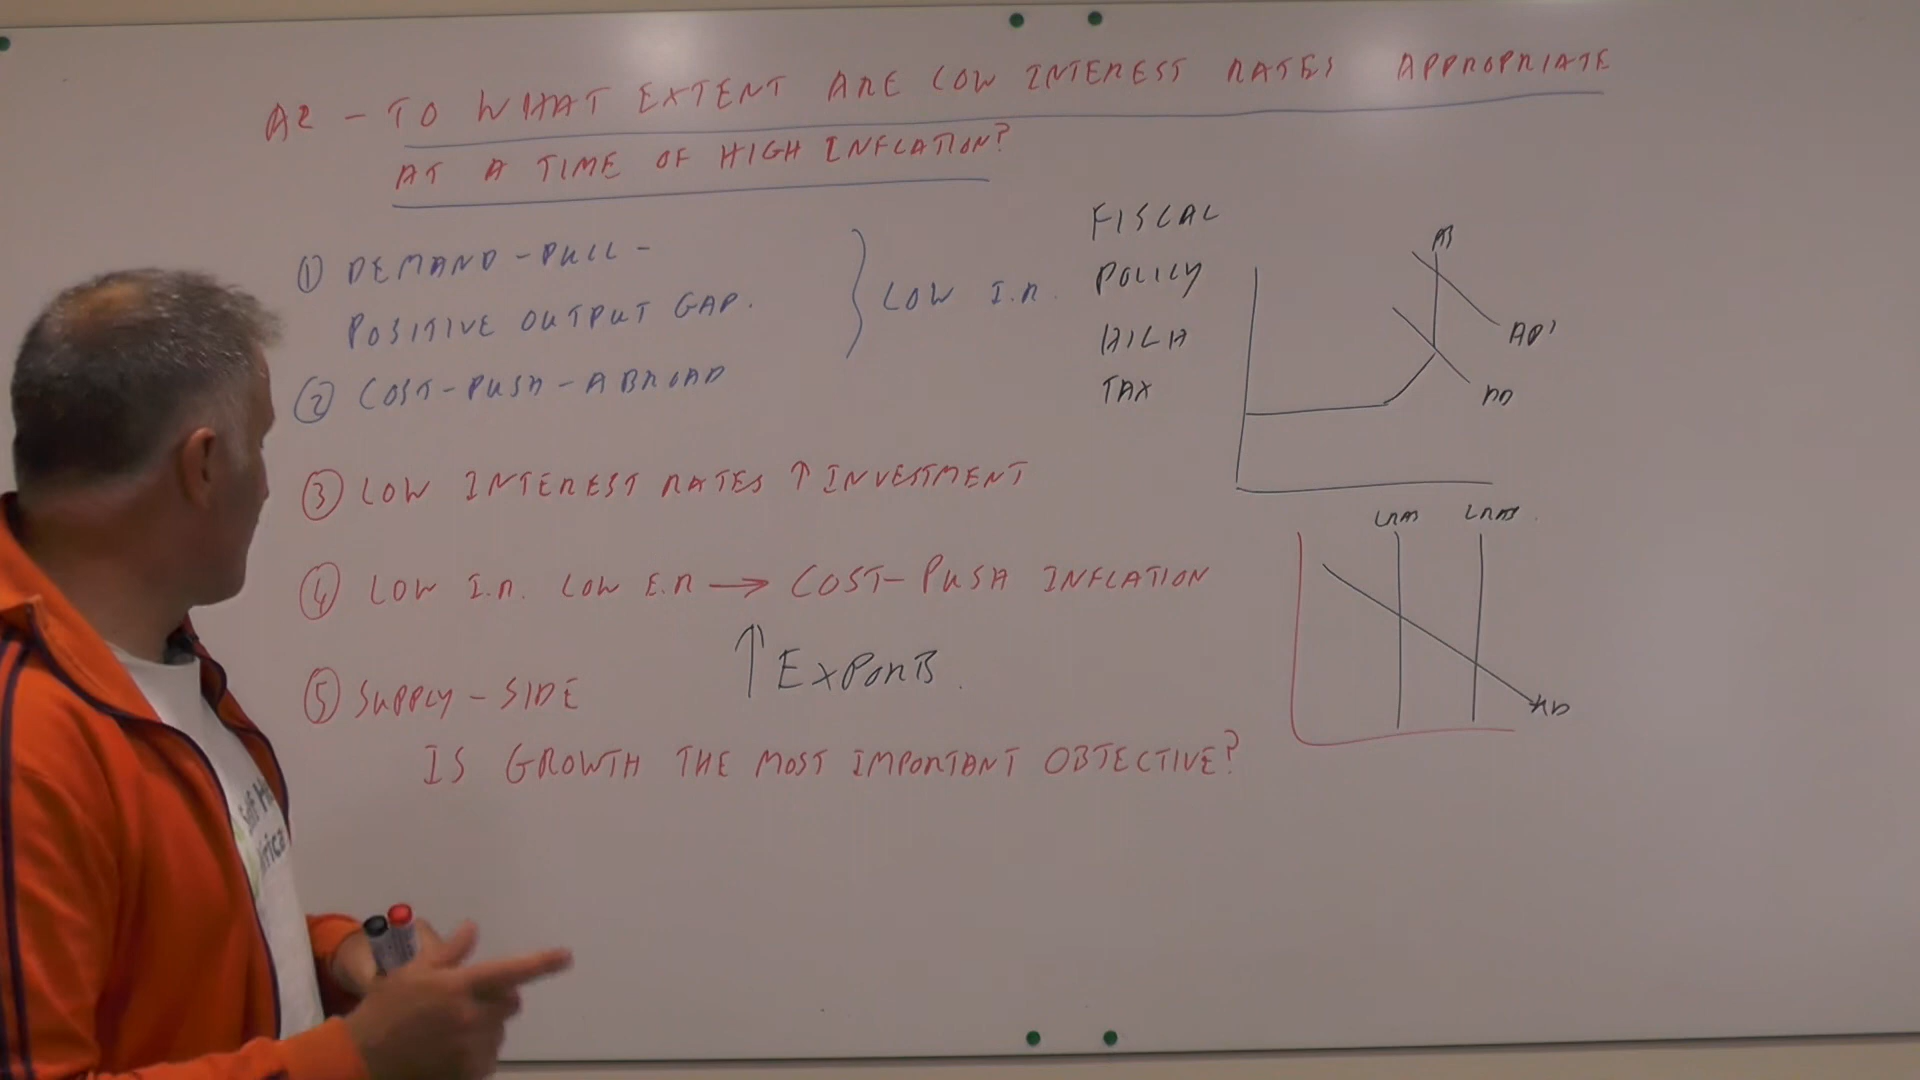 A2 - TO WHAT EXTENT ARE LOW INTEREST RATES APPROPRIATE
AT A TIME OF HIGH INFLATION?
① DEMAND-PULL-
POSITIVE OUTPUT GAP.
② COST-PUSH-ABROAD
LOW I.R.
FISCAL
POLICY
HIGH
TAX
AS
AD'
AD
③ LOW INTEREST RATES ↑ INVESTMENT
④ LOW I.R. LOW E.R → COST-PUSH INFLATION
↑ EXPORTS.
⑤ SUPPLY-SIDE
IS GROWTH THE MOST IMPORTANT OBJECTIVE?
LRAS LRAS
AD